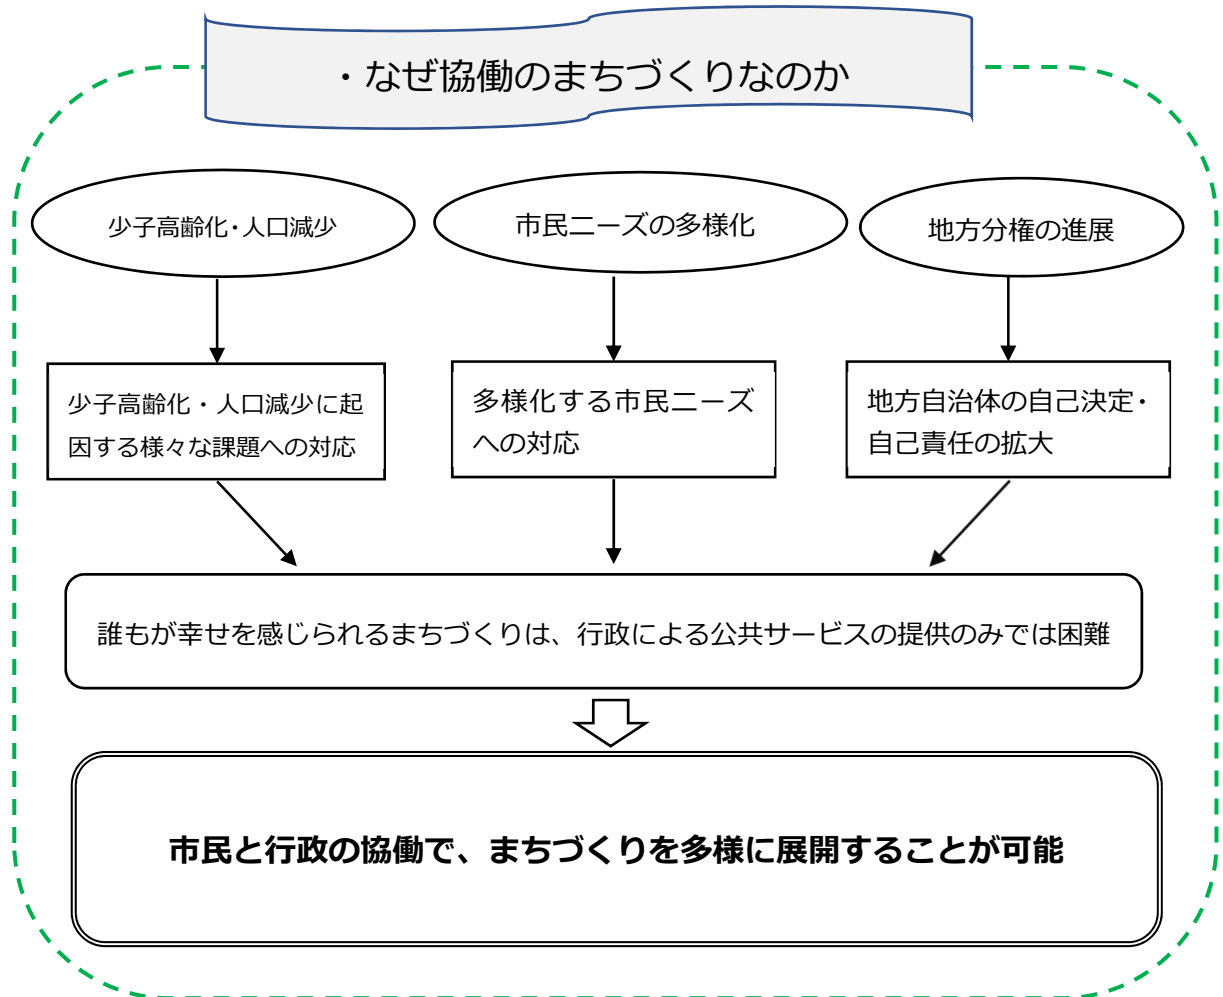 ・なぜ協働のまちづくりなのか
少子高齢化・人口減少
市民ニーズの多様化
地方分権の進展
少子高齢化・人口減少に起
因する様々な課題への対応
多様化する市民ニーズ
への対応
地方自治体の自己決定・
自己責任の拡大
誰もが幸せを感じられるまちづくりは、行政による公共サービスの提供のみでは困難
市民と行政の協働で、まちづくりを多様に展開することが可能